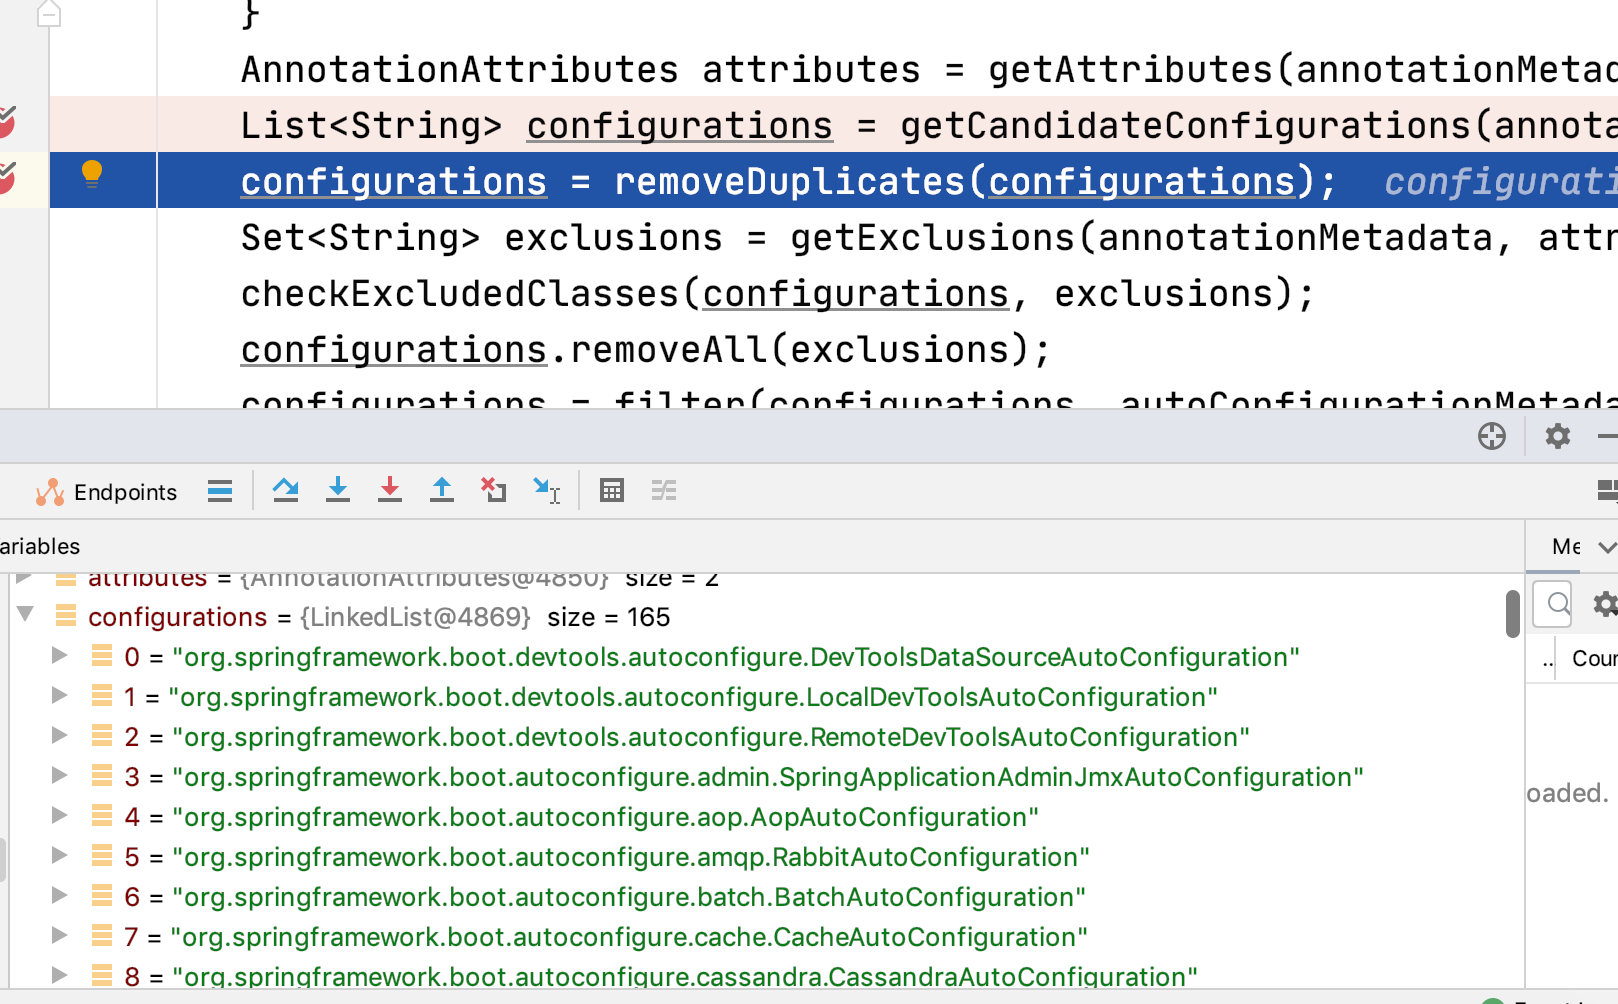 }
AnnotationAttributes attributes = getAttributes(annotationMetad
List<String> configurations = getCandidateConfigurations(annota
configurations = removeDuplicates(configurations); configurati
Set<String> exclusions = getExclusions(annotationMetadata, attr
checkExcludedClasses(configurations, exclusions);
configurations.removeAll(exclusions);
configurations = filter(configurations, autoConfigurationMetada
Endpoints
ariables
Me
attributes = {AnnotationAttributes@4850} size = 2
configurations = {LinkedList@4869} size = 165
0 = "org.springframework.boot.devtools.autoconfigure.DevToolsDataSourceAutoConfiguration"
.. Cour
1 = "org.springframework.boot.devtools.autoconfigure.LocalDevToolsAutoConfiguration"
2 = "org.springframework.boot.devtools.autoconfigure.RemoteDevToolsAutoConfiguration"
3 = "org.springframework.boot.autoconfigure.admin.SpringApplicationAdminJmxAutoConfiguration"
oaded.
4 = "org.springframework.boot.autoconfigure.aop.AopAutoConfiguration"
5 = "org.springframework.boot.autoconfigure.amqp.RabbitAutoConfiguration"
6 = "org.springframework.boot.autoconfigure.batch.BatchAutoConfiguration"
7 = "org.springframework.boot.autoconfigure.cache.CacheAutoConfiguration"
8 = "org.springframework.boot.autoconfigure.cassandra.CassandraAutoConfiguration"